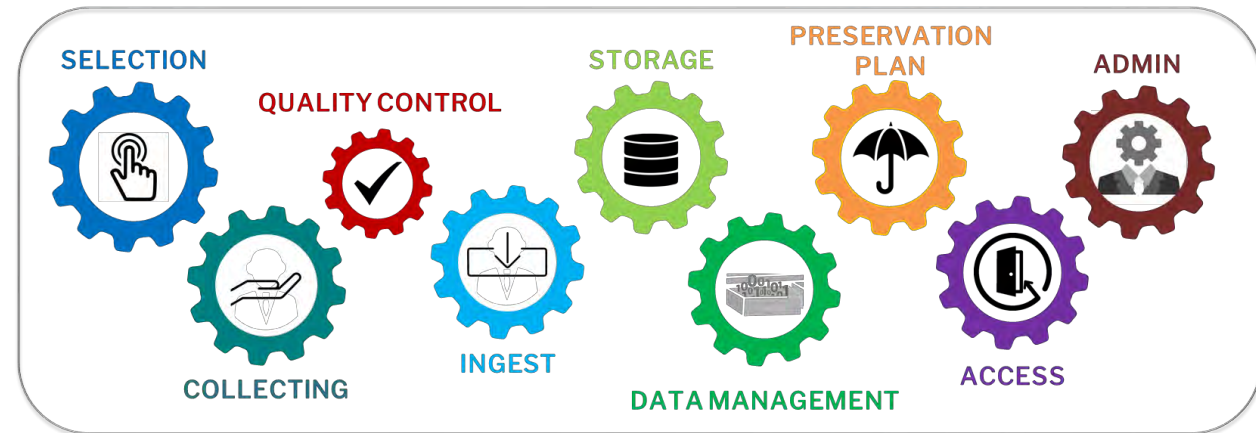 SELECTION
COLLECTING
QUALITY CONTROL
INGEST
STORAGE
DATA MANAGEMENT
PRESERVATION
PLAN
ACCESS
ADMIN